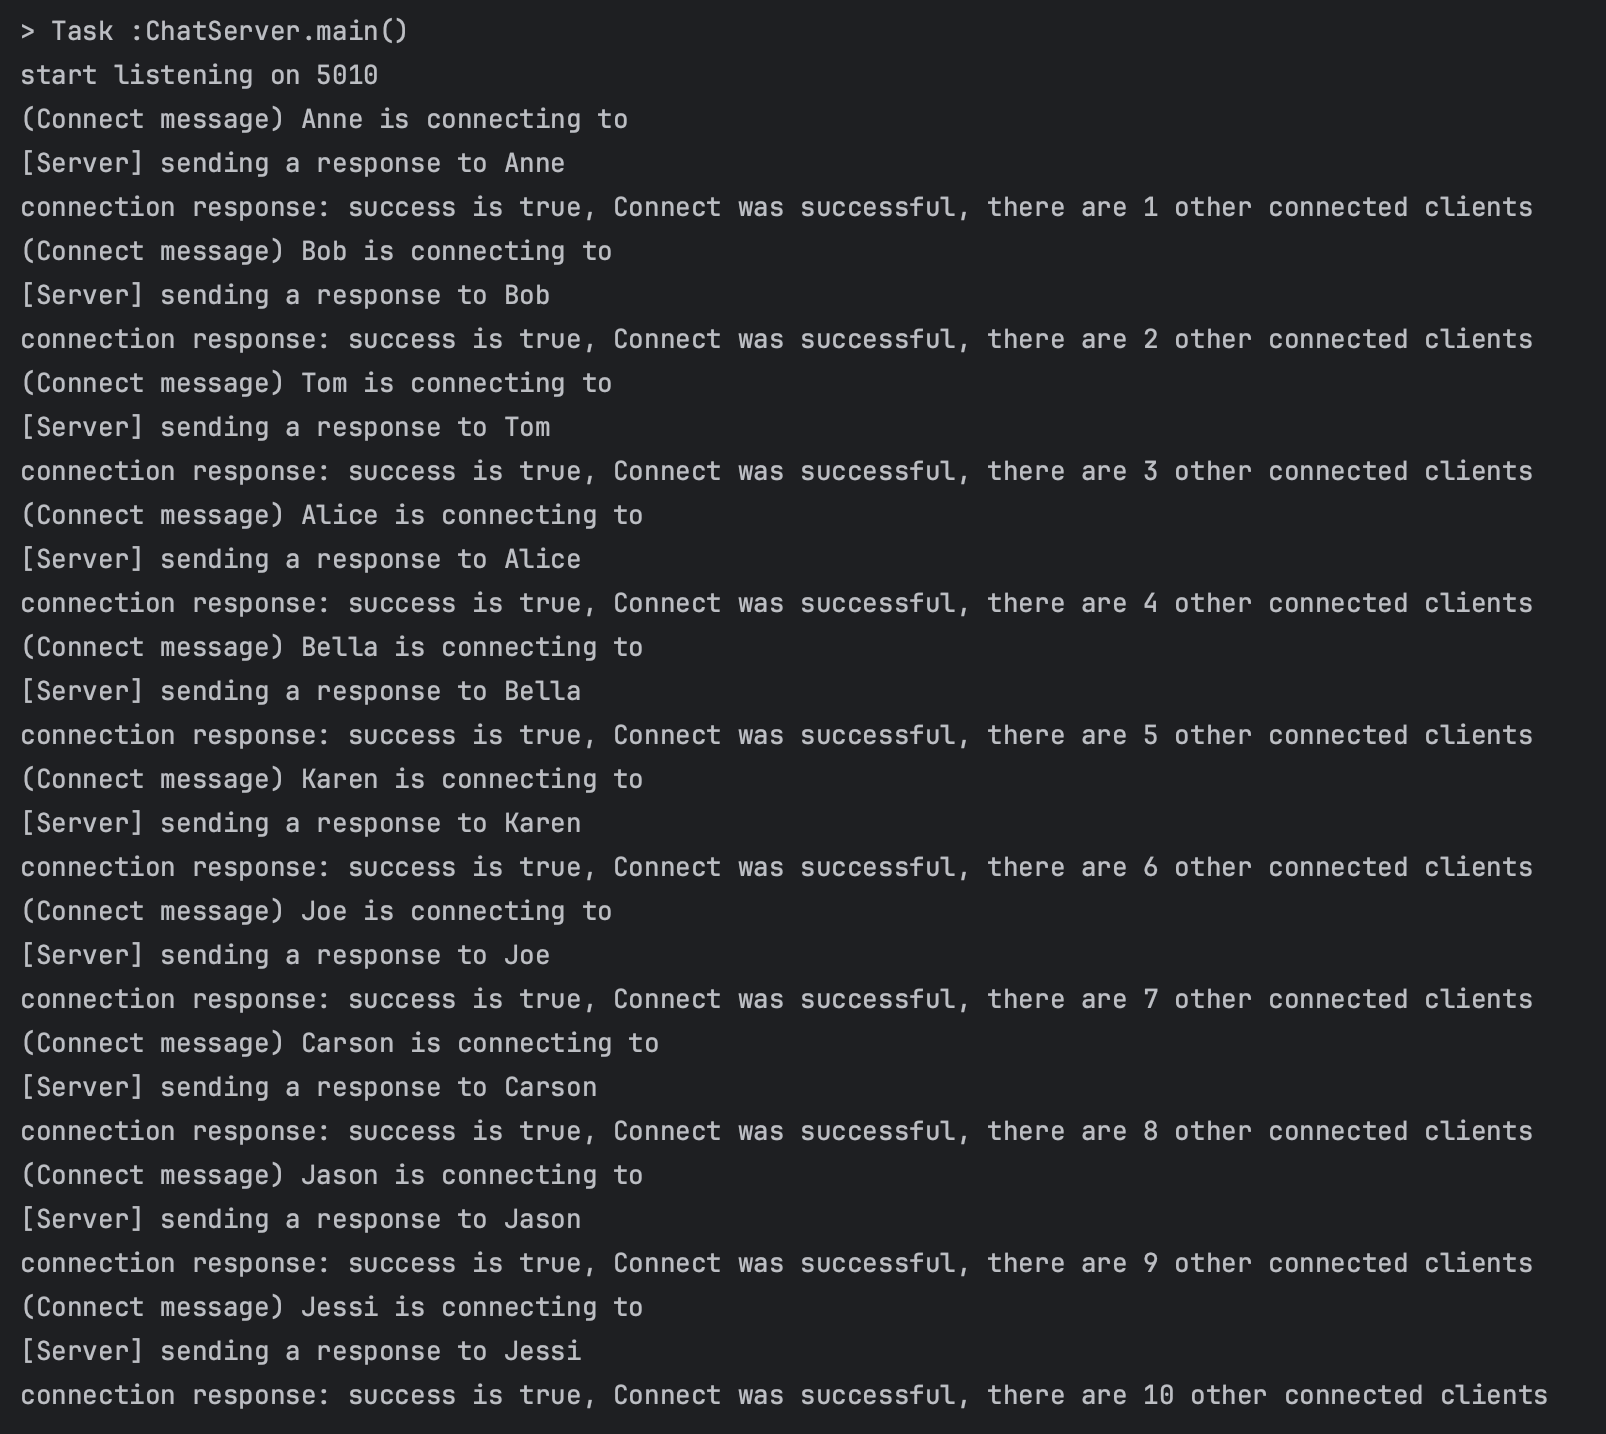 > Task :ChatServer.main()
start listening on 5010
(Connect message) Anne is connecting to
[Server] sending a response to Anne
connection response: success is true, Connect was successful, there are 1 other connected clients
(Connect message) Bob is connecting to
[Server] sending a response to Bob
connection response: success is true, Connect was successful, there are 2 other connected clients
(Connect message) Tom is connecting to
[Server] sending a response to Tom
connection response: success is true, Connect was successful, there are 3 other connected clients
(Connect message) Alice is connecting to
[Server] sending a response to Alice
connection response: success is true, Connect was successful, there are 4 other connected clients
(Connect message) Bella is connecting to
[Server] sending a response to Bella
connection response: success is true, Connect was successful, there are 5 other connected clients
(Connect message) Karen is connecting to
[Server] sending a response to Karen
connection response: success is true, Connect was successful, there are 6 other connected clients
(Connect message) Joe is connecting to
[Server] sending a response to Joe
connection response: success is true, Connect was successful, there are 7 other connected clients
(Connect message) Carson is connecting to
[Server] sending a response to Carson
connection response: success is true, Connect was successful, there are 8 other connected clients
(Connect message) Jason is connecting to
[Server] sending a response to Jason
connection response: success is true, Connect was successful, there are 9 other connected clients
(Connect message) Jessi is connecting to
[Server] sending a response to Jessi
connection response: success is true, Connect was successful, there are 10 other connected clients